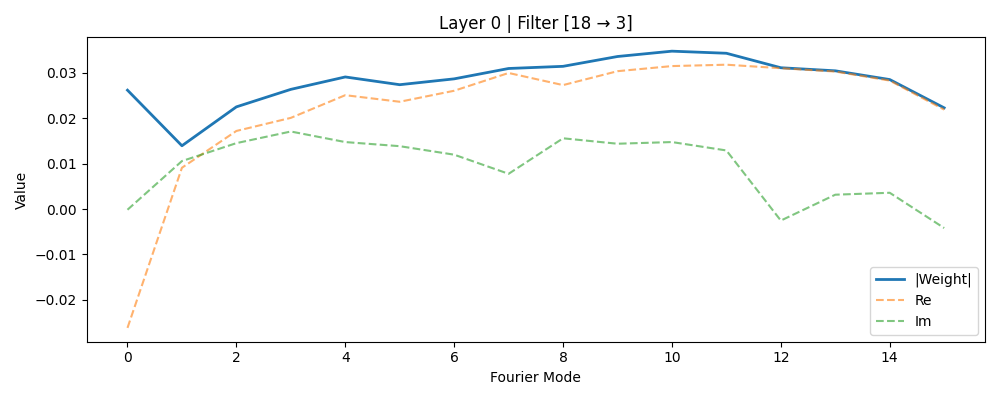 Layer 0 | Filter [18 → 3]
Value
0.03
0.02
0.01
0.00
−0.01
−0.02
|Weight|
Re
Im
0 2 4 6 8 10 12 14
Fourier Mode